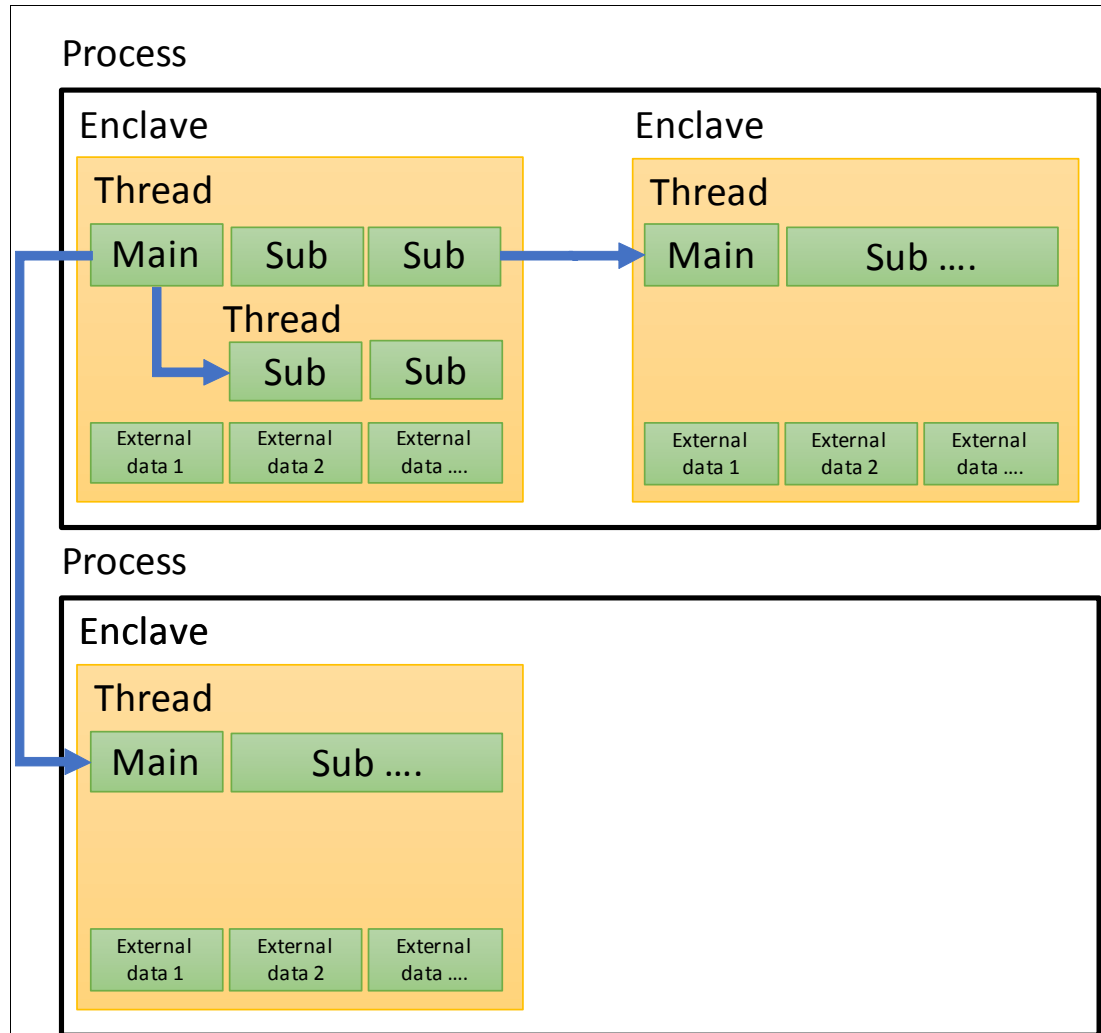 Process
Enclave
Thread
Main
Sub
Sub
Thread
Sub
Sub
External
data 1
External
data 2
External
data ....
Enclave
Thread
Main
Sub ....
External
data 1
External
data 2
External
data ....
Process
Enclave
Thread
Main
Sub ....
External
data 1
External
data 2
External
data ....